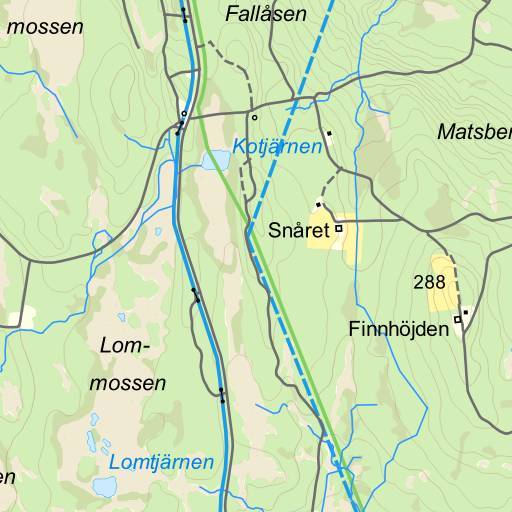 Fallåsen
mossen
Matsber
Kotjärnen
Snåret
288
Finnhöjden
Lom-
mossen
Lomtjärnen
en